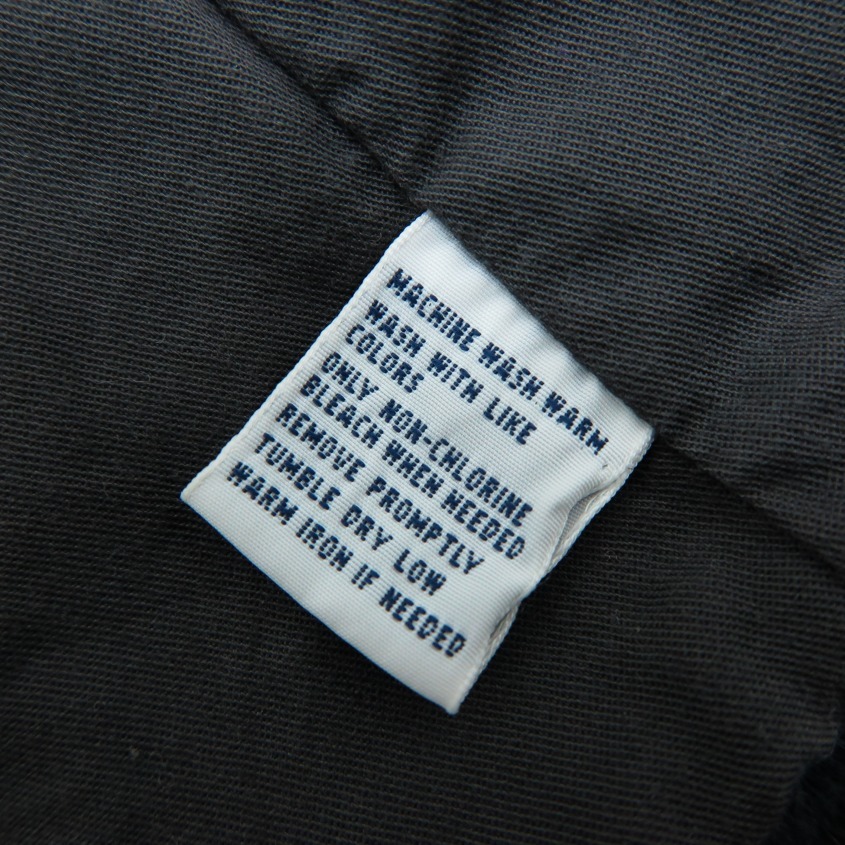 MACHINE WASH WARM
WASH WITH LIKE
COLORS
ONLY NON-CHLORINE
BLEACH WHEN NEEDED
REMOVE PROMPTLY
TUMBLE DRY LOW
WARM IRON IF NEEDED